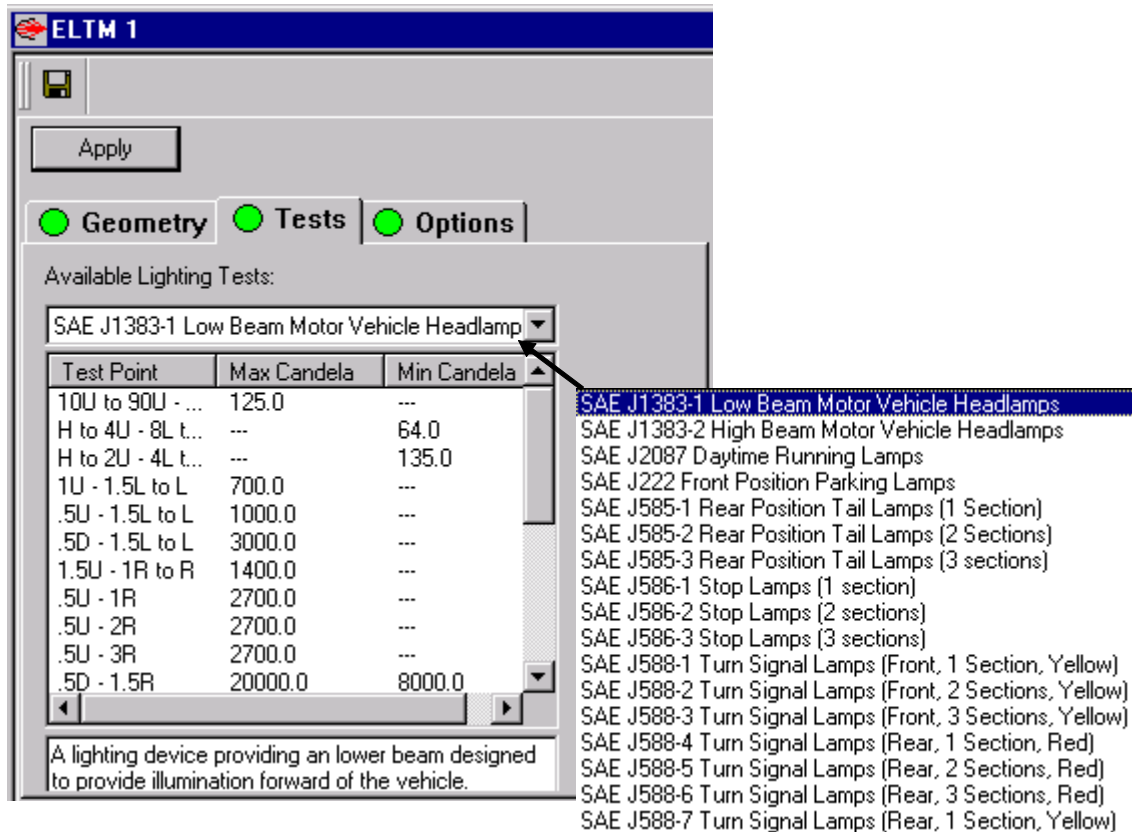 ELTM 1
Apply
Geometry Tests Options
Available Lighting Tests:
SAE J1383-1 Low Beam Motor Vehicle Headlamp
Test Point Max Candela Min Candela
10U to 90U - ... 125.0 ---
H to 4U - 8L t... --- 64.0
H to 2U - 4L t... --- 135.0
1U - 1.5L to L 700.0 ---
.5U - 1.5L to L 1000.0 ---
.5D - 1.5L to L 3000.0 ---
1.5U - 1R to R 1400.0 ---
.5U - 1R 2700.0 ---
.5U - 2R 2700.0 ---
.5U - 3R 2700.0 ---
.5D - 1.5R 20000.0 8000.0
A lighting device providing an lower beam designed
to provide illumination forward of the vehicle.
SAE J1383-1 Low Beam Motor Vehicle Headlamps
SAE J1383-2 High Beam Motor Vehicle Headlamps
SAE J2087 Daytime Running Lamps
SAE J222 Front Position Parking Lamps
SAE J585-1 Rear Position Tail Lamps (1 Section)
SAE J585-2 Rear Position Tail Lamps (2 Sections)
SAE J585-3 Rear Position Tail Lamps (3 sections)
SAE J586-1 Stop Lamps (1 section)
SAE J586-2 Stop Lamps (2 sections)
SAE J586-3 Stop Lamps (3 sections)
SAE J588-1 Turn Signal Lamps (Front, 1 Section, Yellow)
SAE J588-2 Turn Signal Lamps (Front, 2 Sections, Yellow)
SAE J588-3 Turn Signal Lamps (Front, 3 Sections, Yellow)
SAE J588-4 Turn Signal Lamps (Rear, 1 Section, Red)
SAE J588-5 Turn Signal Lamps (Rear, 2 Sections, Red)
SAE J588-6 Turn Signal Lamps (Rear, 3 Sections, Red)
SAE J588-7 Turn Signal Lamps (Rear, 1 Section, Yellow)